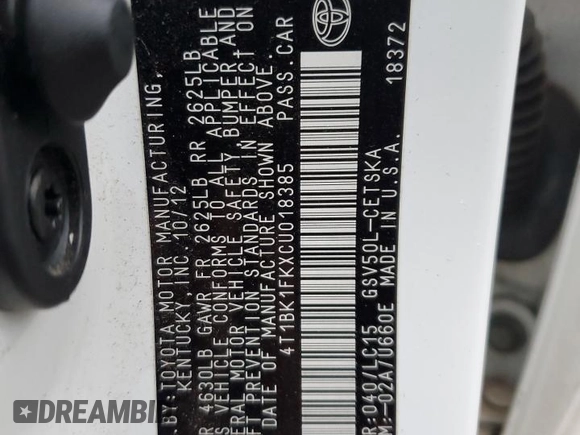 . BY: TOYOTA MOTOR MANUFACTURING,
KENTUCKY INC. 10/12
R 4630LB GAWR FR 2625LB RR 2625LB
S VEHICLE CONFORMS TO ALL APPLICABLE
ERAL MOTOR VEHICLE SAFETY, BUMPER, AND
FT PREVENTION STANDARDS IN EFFECT ON
DATE OF MANUFACTURE SHOWN ABOVE.
4T1BK1FKXCU018385 PASS. CAR
R:040/LC15 GSV50L-CETSKA
M:-02A/U660E MADE IN U.S.A. 18372
DREAMBI